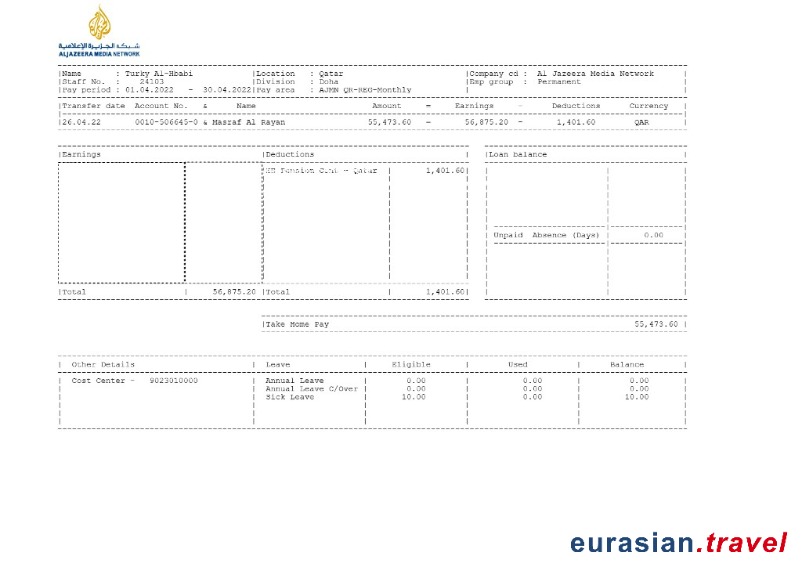 شبكة الجزيرة الإعلامية
ALJAZEERA MEDIA NETWORK
|Name : Turky Al-Hbabi |Location : Qatar |Company cd : Al Jazeera Media Network |
|Staff No. : 24103 |Division : Doha |Emp group : Permanent
|Pay period : 01.04.2022 - 30.04.2022|Pay area : AJMN QR-REG-Monthly | |
|Transfer date Account No. & Name Amount = Earnings - Deductions Currency |
|26.04.22 0010-506645-0 & Masraf Al Rayan 55,473.60 = 56,875.20 - 1,401.60 QAR
|Earnings |Deductions | |Loan balance |
Pension Cont - Qatar | 1,401.60|
Unpaid Absence (Days) | 0.00
|Total | 56,875.20 |Total | 1,401.60|
|Take Home Pay 55,473.60 |
| Other Details | Leave | Eligible | Used | Balance |
| Cost Center - 9023010000 | Annual Leave | 0.00 | 0.00 | 0.00 |
| Annual Leave C/Over | 0.00 | 0.00 | 0.00 |
| Sick Leave | 10.00 | 0.00 | 10.00 |
eurasian.travel